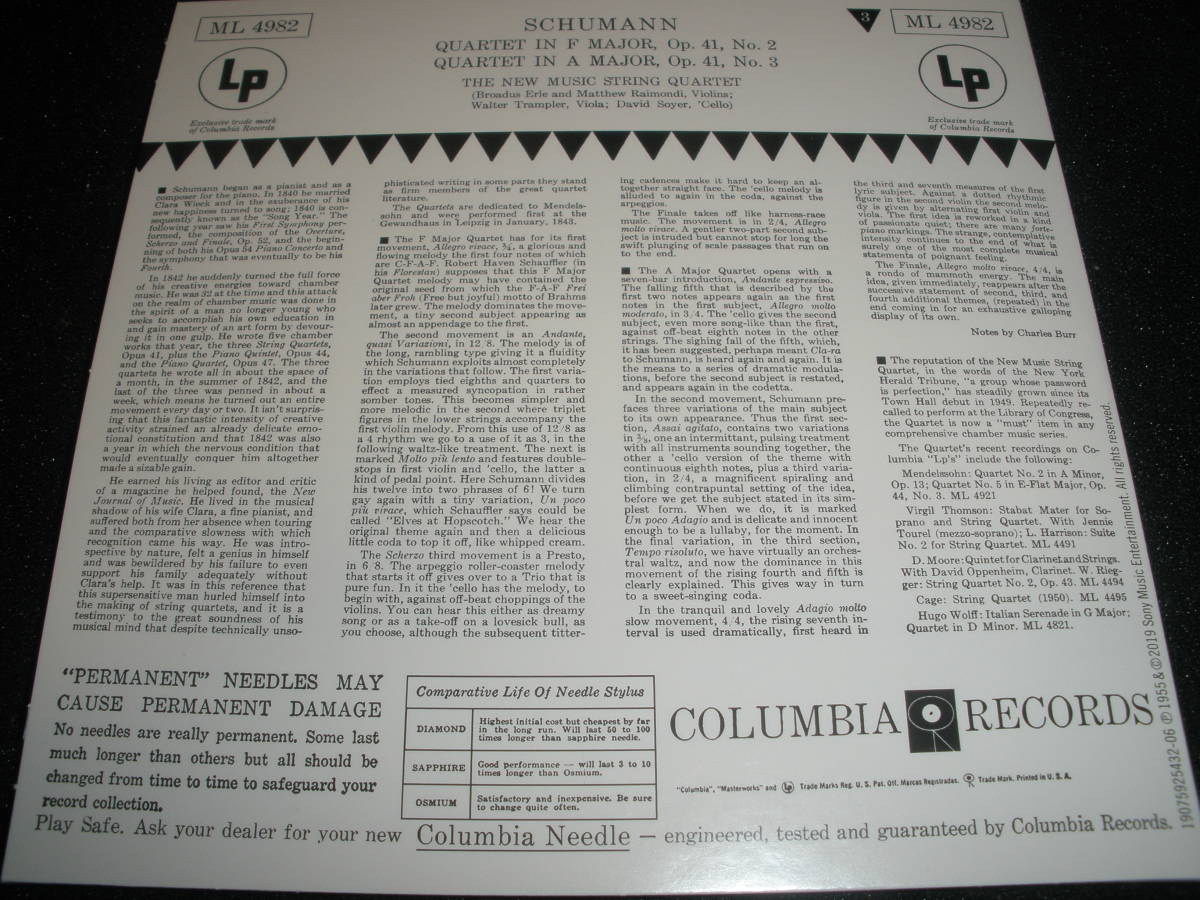 ML 4982
Lp
Exclusive trade mark
of Columbia Records
SCHUMANN
QUARTET IN F MAJOR, Op. 41, No. 2
QUARTET IN A MAJOR, Op. 41, No. 3
THE NEW MUSIC STRING QUARTET
(Broadus Erle and Matthew Raimondi, Violins;
Walter Trampler, Viola; David Soyer, 'Cello)
3
ML 4982
Lp
Exclusive trade mark
of Columbia Records
■ Schumann began as a pianist and as a
composer for the piano. In 1840 he married
Clara Wieck and in the exuberance of his
new happiness turned to song; 1840 is con-
sequently known as the "Song Year." The
following year saw his First Symphony per-
formed, the composition of the Overture,
Scherzo and Finale, Op. 52, and the begin-
ning of both his Opus 54 Piano Concerto and
the symphony that was eventually to be his
Fourth.
In 1842 he suddenly turned the full force
of his creative energies toward chamber
music. He was 32 at the time and this attack
on the realm of chamber music was done in
the spirit of a man no longer young who
seeks to accomplish his own education in
and gain mastery of an art form by devour-
ing it in one gulp. He wrote five chamber
works that year, the three String Quartets,
Opus 41, plus the Piano Quintet, Opus 44,
and the Piano Quartet, Opus 47. The three
quartets he wrote all in about the space of
a month, in the summer of 1842, and the
last of the three was penned in about a
week, which means he turned out an entire
movement every day or two. It isn't surpris-
ing that this fantastic intensity of creative
activity strained an already delicate emo-
tional constitution and that 1842 was also
a year in which the nervous condition that
would eventually conquer him altogether
made a sizable gain.
He earned his living as editor and critic
of a magazine he helped found, the New
Journal of Music. He lived in the musical
shadow of his wife Clara, a fine pianist, and
suffered both from her absence when touring
and the comparative slowness with which
recognition came his way. He was intro-
spective by nature, felt a genius in himself
and was bewildered by his failure to even
support his family adequately without
Clara's help. It was in this reference that
this supersensitive man hurled himself into
the making of string quartets, and it is a
testimony to the great soundness of his
musical mind that despite technically unso-
phisticated writing in some parts they stand
as firm members of the great quartet
literature.
The Quartets are dedicated to Mendels-
sohn and were performed first at the
Gewandhaus in Leipzig in January, 1843.
■ The F Major Quartet has for its first
movement, Allegro vivace, ¾, a glorious and
flowing melody the first four notes of which
are C-F-A-F. Robert Haven Schauffler (in
his Florestan) supposes that this F Major
Quartet melody may have contained the
original seed from which the F-A-F Frei
aber Froh (Free but joyful) motto of Brahms
later grew. The melody dominates the move-
ment, a tiny second subject appearing as
almost an appendage to the first.
The second movement is an Andante,
quasi Variazioni, in 12/8. The melody is of
the long, rambling type giving it a fluidity
which Schumann exploits almost completely
in the variations that follow. The first varia-
tion employs tied eighths and quarters to
effect a measured syncopation in rather
somber tones. This becomes simpler and
more melodic in the second where triplet
figures in the lower strings accompany the
first violin melody. From this use of 12/8 as
a 4 rhythm we go to a use of it as 3, in the
following waltz-like treatment. The next is
marked Molto più lento and features double-
stops in first violin and 'cello, the latter a
kind of pedal point. Here Schumann divides
his twelve into two phrases of 6! We turn
gay again with a tiny variation, Un poco
più vivace, which Schauffler says could be
called "Elves at Hopscotch." We hear the
original theme again and then a delicious
little coda to top it off, like whipped cream.
The Scherzo third movement is a Presto,
in 6/8. The arpeggio roller-coaster melody
that starts it off gives over to a Trio that is
pure fun. In it the 'cello has the melody, to
begin with, against off-beat choppings of the
violins. You can hear this either as dreamy
song or as a take-off on a lovesick bull, as
you choose, although the subsequent titter-
ing cadences make it hard to keep an al-
together straight face. The 'cello melody is
alluded to again in the coda, against the
arpeggios.
The Finale takes off like harness-race
music. The movement is in 2/4, Allegro
molto vivace. A gentler two-part second sub-
ject is intruded but cannot stop for long the
swift plunging of scale passages that run on
to the end.
■ The A Major Quartet opens with a
seven-bar introduction, Andante espressivo.
The falling fifth that is described by the
first two notes appears again as the first
notes in the first subject, Allegro molto
moderato, in 3/4. The 'cello gives the second
subject, even more song-like than the first,
against off-beat eighth notes in the other
strings. The sighing fall of the fifth, which,
it has been suggested, perhaps meant Cla-ra
to Schumann, is heard again and again. It is
the means to a series of dramatic modula-
tions, before the second subject is restated,
and appears again in the codetta.
In the second movement, Schumann pre-
faces three variations of the main subject
to its own appearance. Thus the first sec-
tion, Assai agitato, contains two variations
in ⅜, one an intermittent, pulsing treatment
with all instruments sounding together, the
other a 'cello version of the theme with
continuous eighth notes, plus a third varia-
tion, in 2/4, a magnificent spiraling and
climbing contrapuntal setting of the idea,
before we get the subject stated in its sim-
plest form. When we do, it is marked
Un poco Adagio and is delicate and innocent
enough to be a lullaby, for the moment. In
the final variation, in the third section,
Tempo risoluto, we have virtually an orches-
tral waltz, and now the dominance in this
movement of the rising fourth and fifth is
clearly explained. This gives way in turn
to a sweet-singing coda.
In the tranquil and lovely Adagio molto
slow movement, 4/4, the rising seventh in-
terval is used dramatically, first heard in
the third and seventh measures of the first
lyric subject. Against a dotted rhythmic
figure in the second violin the second melo-
dy is given by alternating first violin and
viola. The first idea is reworked in a kind
of passionate quiet; there are many forte-
piano markings. The strange, contemplative
intensity continues to the end of what is
surely one of the most complete musical
statements of poignant feeling.
The Finale, Allegro molto vivace, 4/4, is
a rondo of mammoth energy. The main
idea, given immediately, reappears after the
successive statement of second, third, and
fourth additional themes, (repeated) in the
end coming in for an exhaustive galloping
display of its own.
Notes by Charles Burr
■ The reputation of the New Music String
Quartet, in the words of the New York
Herald Tribune, "a group whose password
is perfection," has steadily grown since its
Town Hall debut in 1949. Repeatedly re-
called to perform at the Library of Congress,
the Quartet is now a "must" item in any
comprehensive chamber music series.
The Quartet's recent recordings on Co-
lumbia "Lp's" include the following:
Mendelssohn: Quartet No. 2 in A Minor,
Op. 13; Quartet No. 5 in E-Flat Major, Op.
44, No. 3. ML 4921
Virgil Thomson: Stabat Mater for So-
prano and String Quartet. With Jennie
Tourel (mezzo-soprano); L. Harrison: Suite
No. 2 for String Quartet. ML 4491
D. Moore: Quintet for Clarinet and Strings.
With David Oppenheim, Clarinet. W. Rieg-
ger: String Quartet No. 2, Op. 43. ML 4494
Cage: String Quartet (1950). ML 4495
Hugo Wolff: Italian Serenade in G Major;
Quartet in D Minor. ML 4821.
19075925432-06 ℗ 1955 & © 2019 Sony Music Entertainment. All rights reserved.
"PERMANENT" NEEDLES MAY
CAUSE PERMANENT DAMAGE
No needles are really permanent. Some last
much longer than others but all should be
changed from time to time to safeguard your
record collection.
Comparative Life Of Needle Stylus
DIAMOND
Highest initial cost but cheapest by far
in the long run. Will last 50 to 100
times longer than sapphire needle.
SAPPHIRE
Good performance — will last 3 to 10
times longer than Osmium.
OSMIUM
Satisfactory and inexpensive. Be sure
to change quite often.
COLUMBIA RECORDS
"Columbia", "Masterworks" and Lp Trade Marks Reg. U. S. Pat. Off. Marcas Registradas. Trade Mark. Printed in U. S. A.
Play Safe. Ask your dealer for your new Columbia Needle — engineered, tested and guaranteed by Columbia Records.